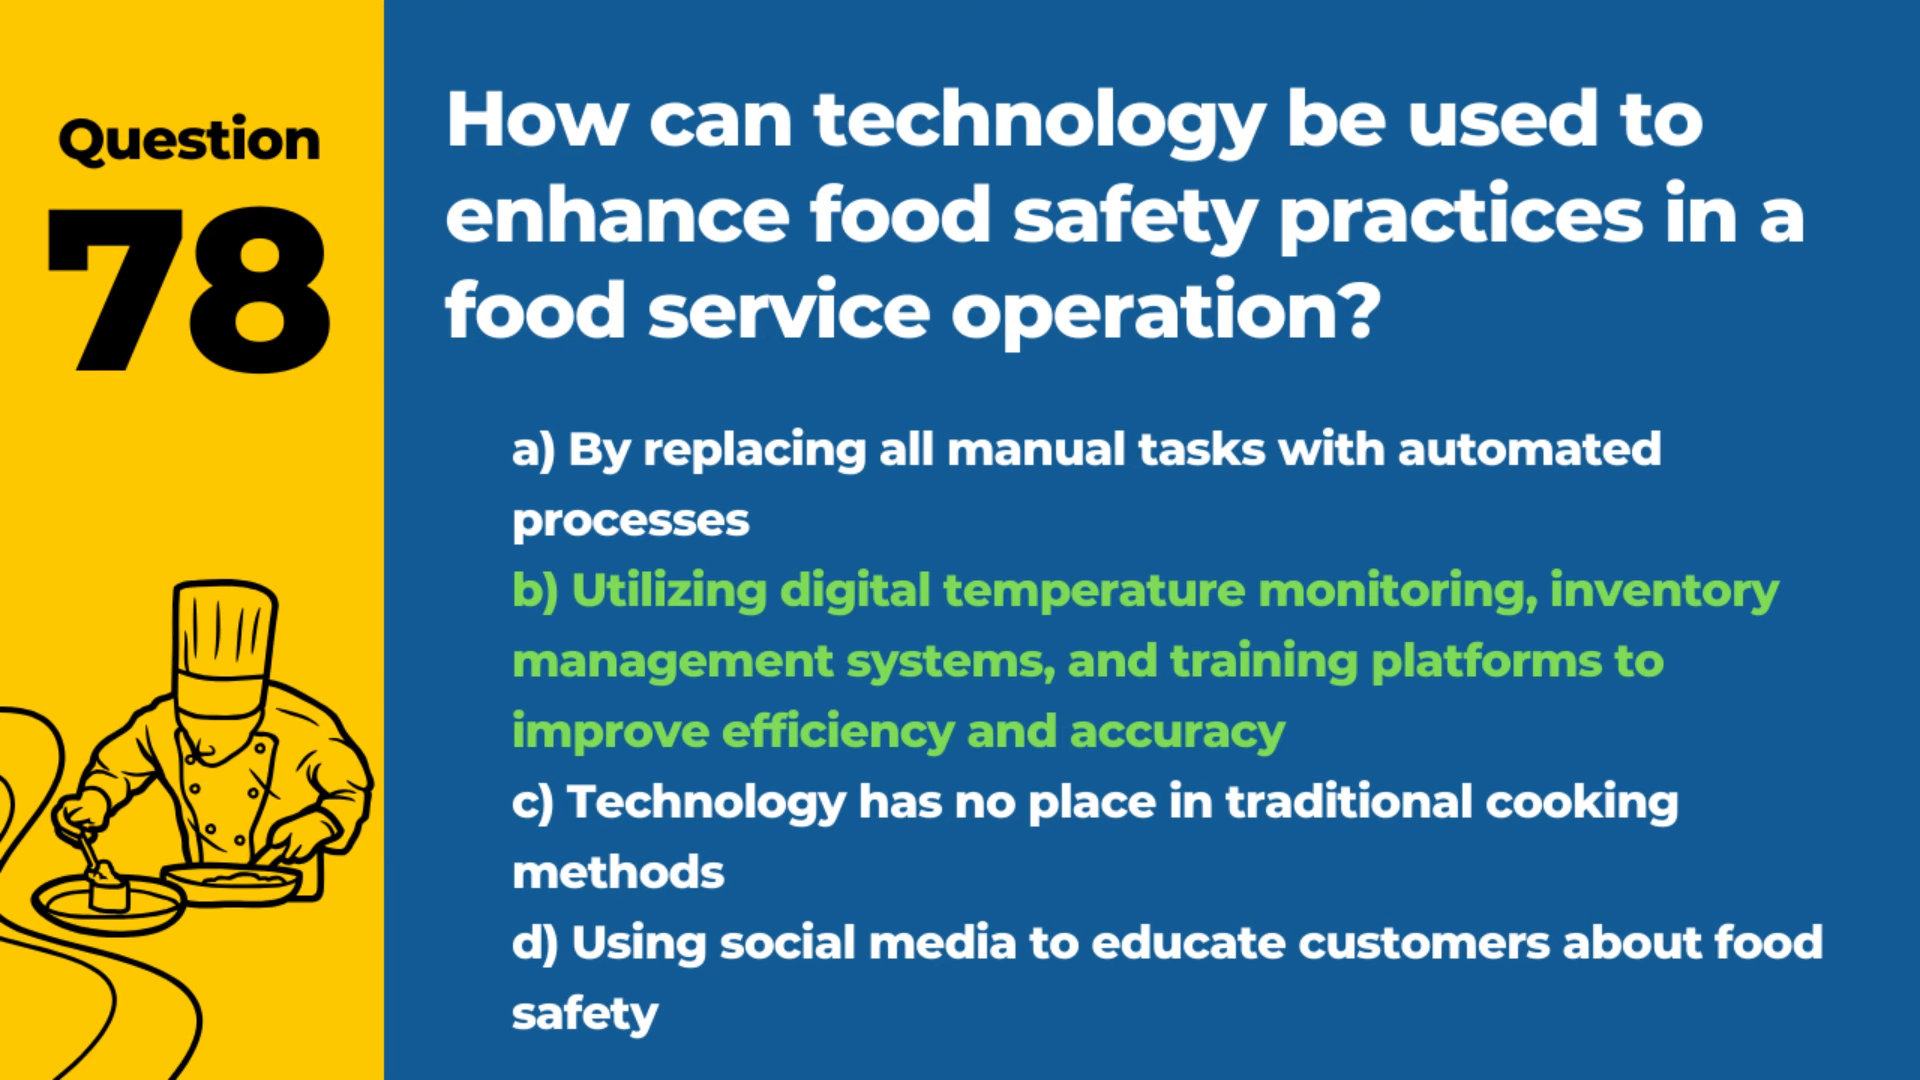 Question
78
How can technology be used to
enhance food safety practices in a
food service operation?
a) By replacing all manual tasks with automated
processes
b) Utilizing digital temperature monitoring, inventory
management systems, and training platforms to
improve efficiency and accuracy
c) Technology has no place in traditional cooking
methods
d) Using social media to educate customers about food
safety